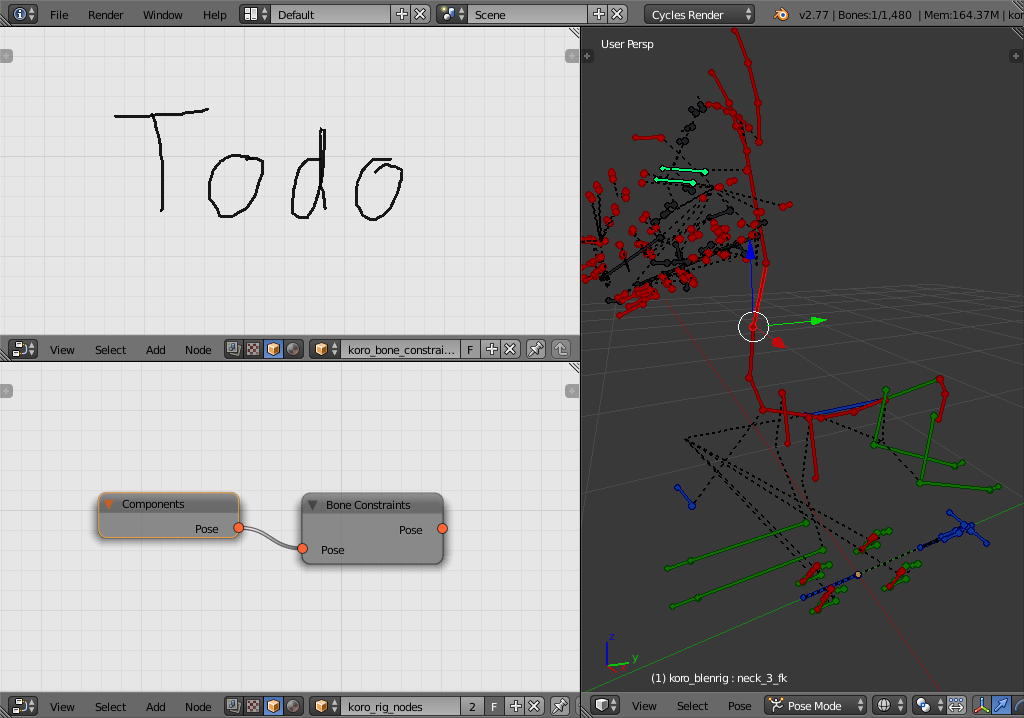 File Render Window Help Default Scene Cycles Render v2.77 | Bones:1/1,480 | Mem:164.37M | kor
User Persp
Todo
View Select Add Node koro_bone_constrai... F
Components
Pose
Bone Constraints
Pose
Pose
z
y
(1) koro_blenrig : neck_3_fk
View Select Add Node koro_rig_nodes 2 F
View Select Pose Pose Mode